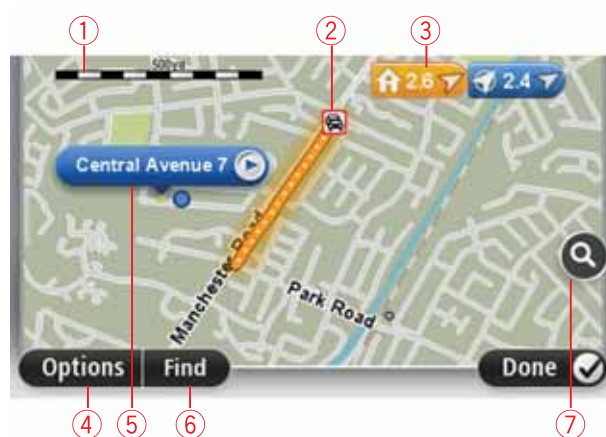 ① ② ③
500yd
2.6 2.4
Central Avenue 7
Manchester Road
Park Road
Options Find Done
④ ⑤ ⑥ ⑦